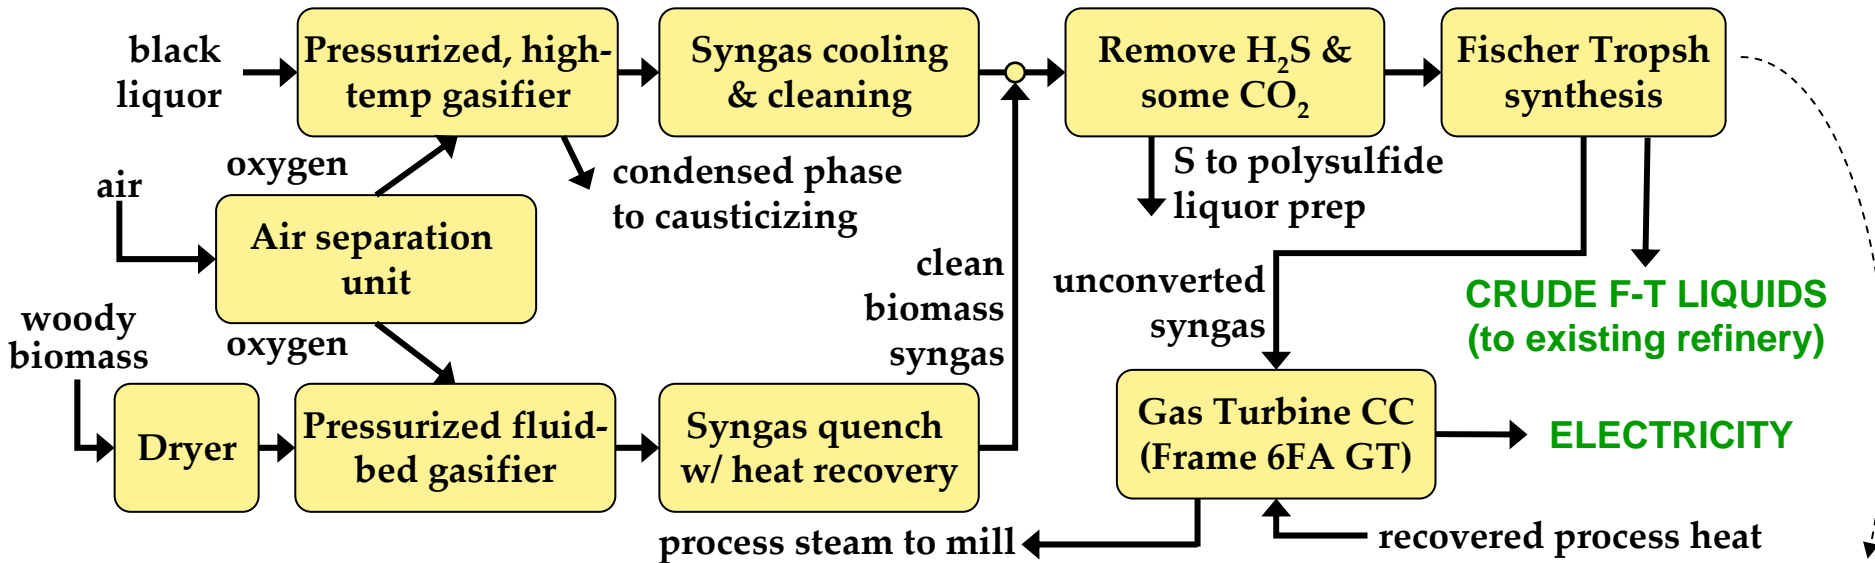 black
liquor
Pressurized, high-
temp gasifier
Syngas cooling
& cleaning
Remove H₂S &
some CO₂
Fischer Tropsh
synthesis
air
oxygen
condensed phase
to causticizing
S to polysulfide
liquor prep
Air separation
unit
clean
biomass
syngas
unconverted
syngas
CRUDE F-T LIQUIDS
(to existing refinery)
woody
biomass
oxygen
Dryer
Pressurized fluid-
bed gasifier
Syngas quench
w/ heat recovery
Gas Turbine CC
(Frame 6FA GT)
ELECTRICITY
process steam to mill
recovered process heat